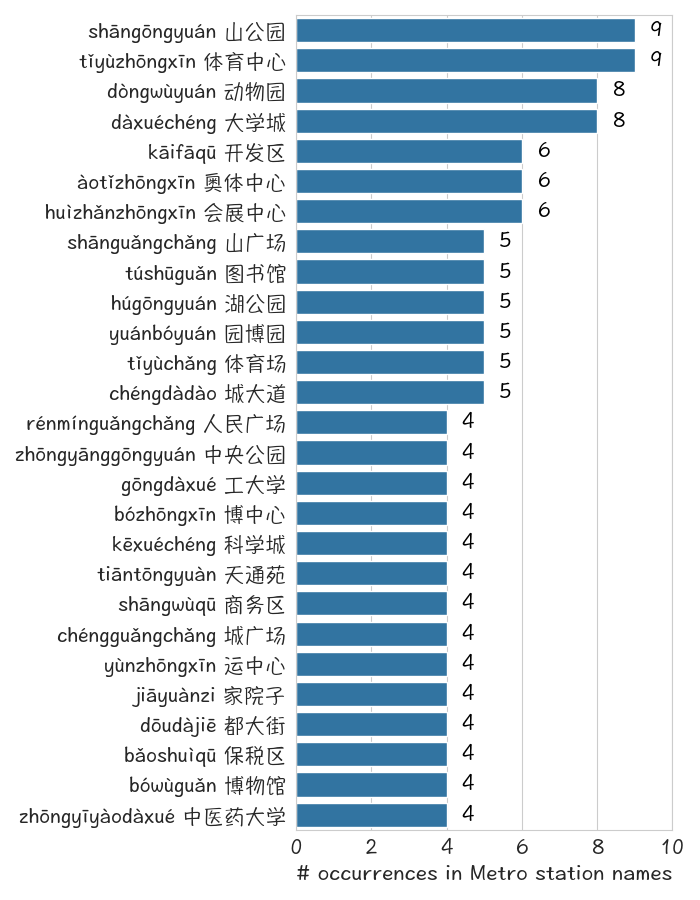 shāngōngyuán 山公园 9
tǐyùzhōngxīn 体育中心 9
dòngwùyuán 动物园 8
dàxuéchéng 大学城 8
kāifāqū 开发区 6
àotǐzhōngxīn 奥体中心 6
huìzhǎnzhōngxīn 会展中心 6
shānguǎngchǎng 山广场 5
túshūguǎn 图书馆 5
húgōngyuán 湖公园 5
yuánbóyuán 园博园 5
tǐyùchǎng 体育场 5
chéngdàdào 城大道 5
rénmínguǎngchǎng 人民广场 4
zhōngyānggōngyuán 中央公园 4
gōngdàxué 工大学 4
bózhōngxīn 博中心 4
kēxuéchéng 科学城 4
tiāntōngyuàn 天通苑 4
shāngwùqū 商务区 4
chéngguǎngchǎng 城广场 4
yùnzhōngxīn 运中心 4
jiāyuànzi 家院子 4
dōudàjiē 都大街 4
bǎoshuìqū 保税区 4
bówùguǎn 博物馆 4
zhōngyīyàodàxué 中医药大学 4
0 2 4 6 8 10
# occurrences in Metro station names